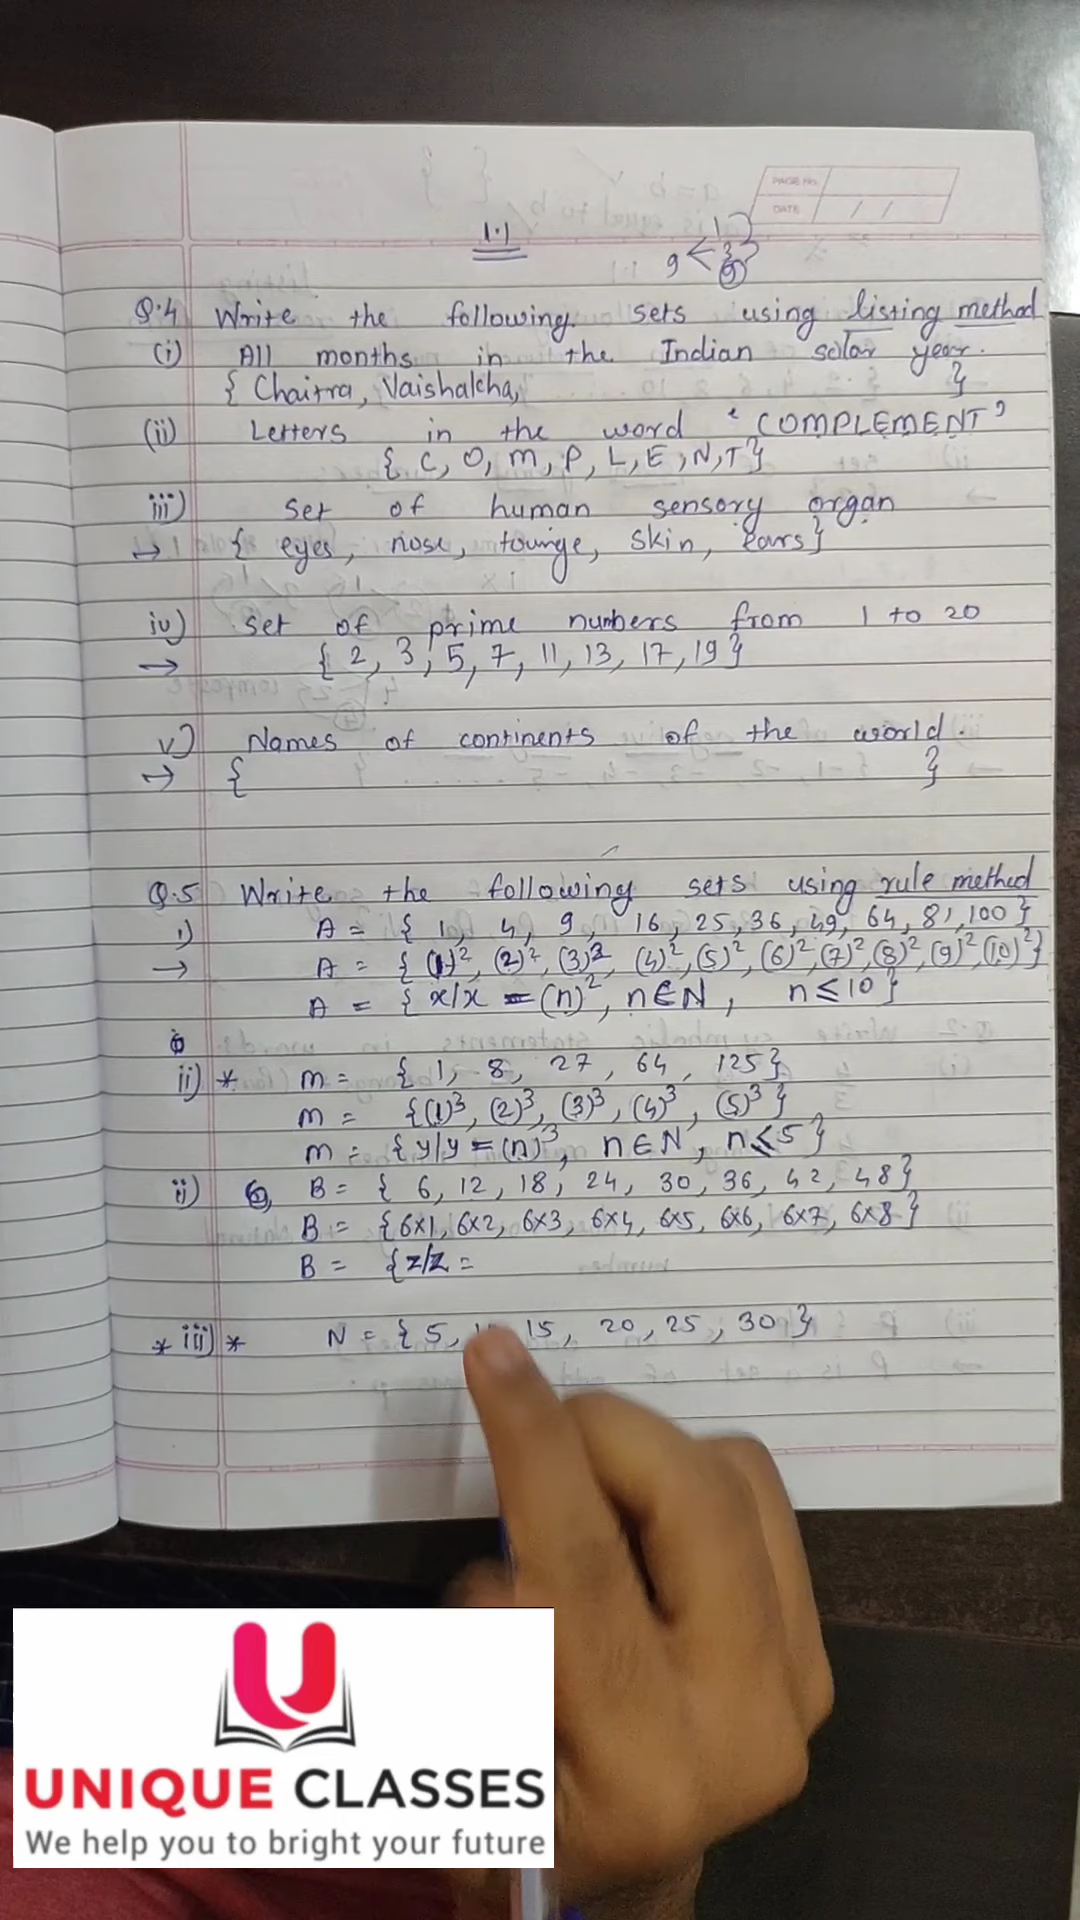 PAGE No.
DATE / /
1.1
9 < 1 3 9
Q.4 Write the following. sets using listing method
(i) All months in the Indian solar year.
{ Chaitra, Vaishalcha, }
(ii) Letters in the word 'COMPLEMENT'
{ C, O, M, P, L, E, N, T }
iii) Set of human sensory organ
→ { eyes, nose, tounge, skin, Ears}
iv) Set of prime numbers from 1 to 20
→ { 2, 3, 5, 7, 11, 13, 17, 19 }
v) Names of continents of the world.
→ { }
Q.5 Write the following sets using rule method
i) A = { 1, 4, 9, 16, 25, 36, 49, 64, 81, 100 }
→ A = { (1)², (2)², (3)², (4)², (5)², (6)², (7)², (8)², (9)², (10)² }
A = { x/x = (n)², n∈N, n≤10 }
ii) * M = { 1, 8, 27, 64, 125 }
M = { (1)³, (2)³, (3)³, (4)³, (5)³ }
M = { y/y = (n)³, n∈N, n≤5 }
ii) B = { 6, 12, 18, 24, 30, 36, 42, 48 }
B = { 6×1, 6×2, 6×3, 6×4, 6×5, 6×6, 6×7, 6×8 }
B = { z/z =
* iii) * N = { 5, 15, 20, 25, 30 }
UNIQUE CLASSES
We help you to bright your future